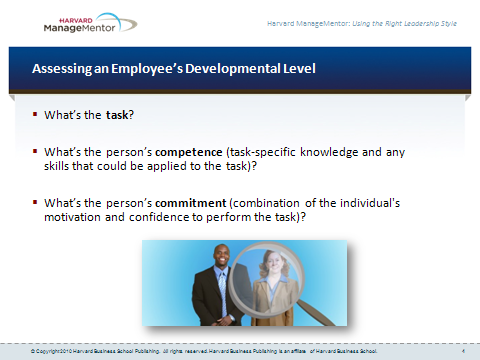 HARVARD
ManageMentor
Harvard ManageMentor: Using the Right Leadership Style
Assessing an Employee's Developmental Level
▪ What's the task?
▪ What's the person's competence (task-specific knowledge and any
skills that could be applied to the task)?
▪ What's the person's commitment (combination of the individual's
motivation and confidence to perform the task)?
© Copyright 2010 Harvard Business School Publishing. All rights reserved. Harvard Business Publishing is an affiliate of Harvard Business School.